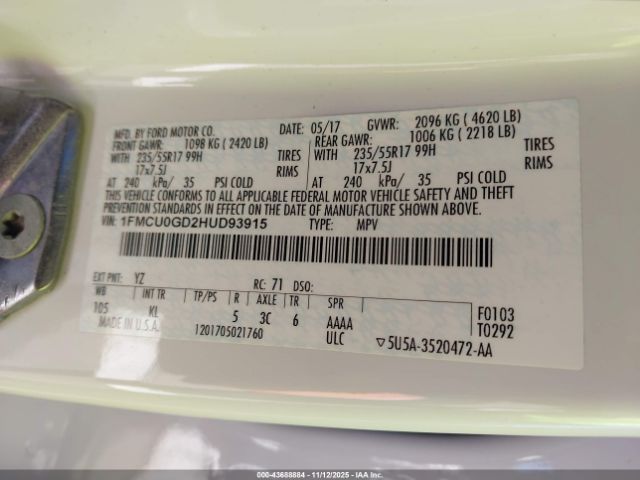 MFD. BY FORD MOTOR CO. DATE: 05/17 GVWR: 2096 KG ( 4620 LB)
FRONT GAWR: 1098 KG ( 2420 LB) REAR GAWR: 1006 KG ( 2218 LB)
WITH 235/55R17 99H TIRES WITH 235/55R17 99H TIRES
17x7.5J RIMS 17x7.5J RIMS
AT 240 kPa/ 35 PSI COLD AT 240 kPa/ 35 PSI COLD
THIS VEHICLE CONFORMS TO ALL APPLICABLE FEDERAL MOTOR VEHICLE SAFETY AND THEFT
PREVENTION STANDARDS IN EFFECT ON THE DATE OF MANUFACTURE SHOWN ABOVE.
VIN: 1FMCU0GD2HUD93915 TYPE: MPV
EXT PNT: YZ RC: 71 DSO:
WB INT TR TP/PS R AXLE TR SPR
105 KL 5 3C 6 AAAA F0103
MADE IN U.S.A. 1201705021760 ULC T0292
▽5U5A-3520472-AA
000-43688884 - 11/12/2025 - IAAI.COM